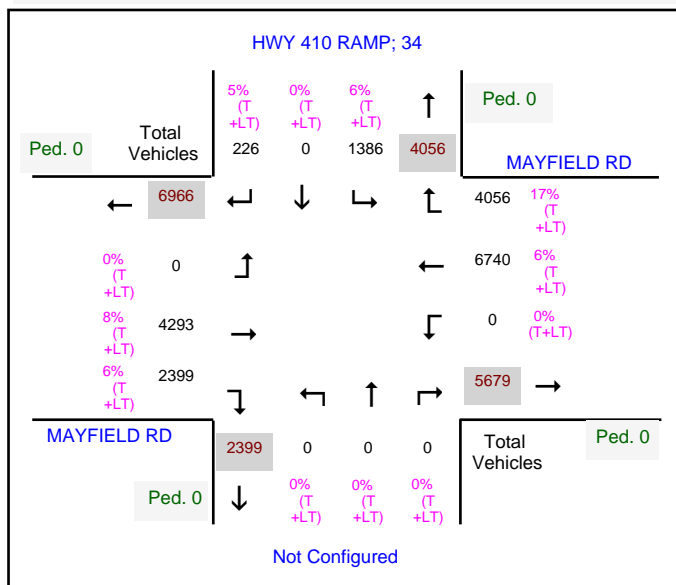 HWY 410 RAMP; 34
5% 0% 6%
(T (T (T
+LT) +LT) +LT)
Ped. 0
Ped. 0
Total
Vehicles
226 0 1386 4056
MAYFIELD RD
6966
4056 17%
(T
+LT)
0%
(T
+LT)
0
6740 6%
(T
+LT)
8%
(T
+LT)
4293
0 0%
(T+LT)
6%
(T
+LT)
2399
5679
MAYFIELD RD
2399 0 0 0
Total
Vehicles
Ped. 0
Ped. 0
0% 0% 0%
(T (T (T
+LT) +LT) +LT)
Not Configured